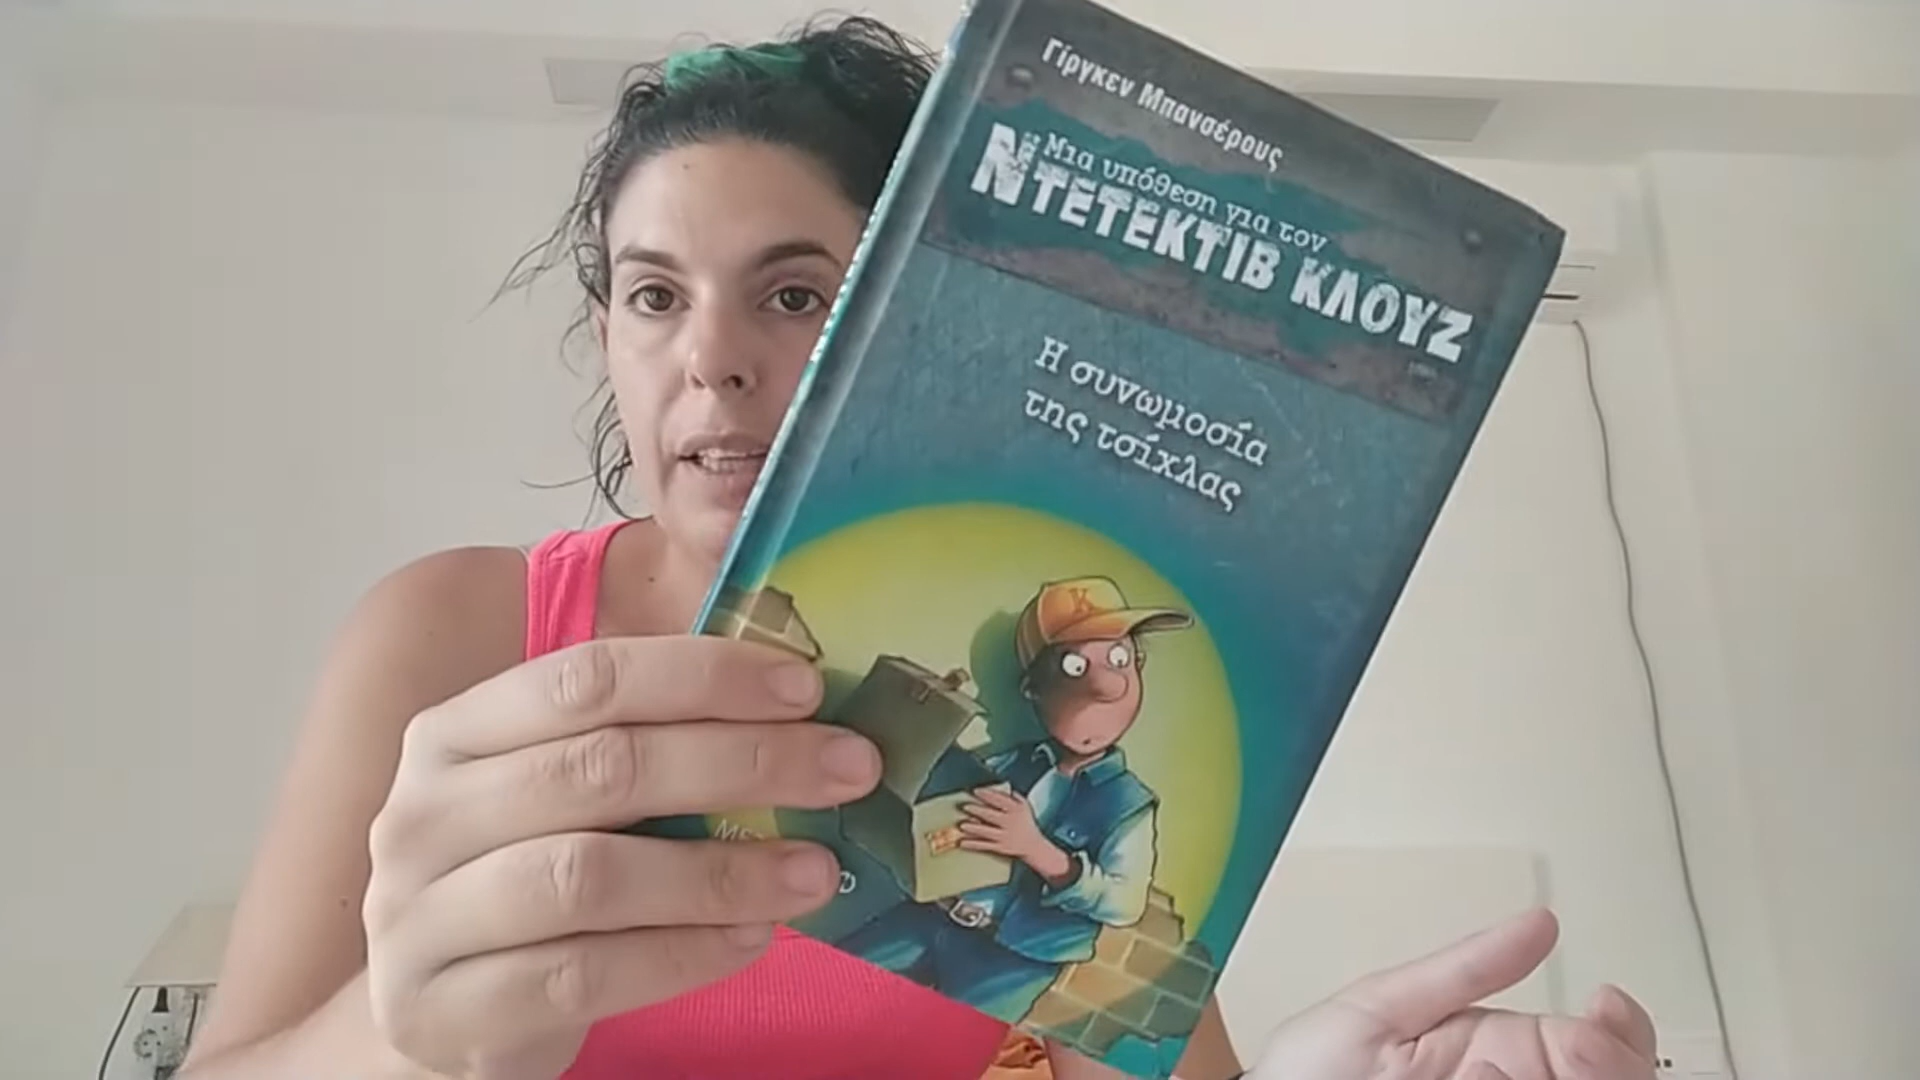 Γίργκεν Μπανσέρους
Μια υπόθεση για τον
ΝΤΕΤΕΚΤΙΒ ΚΛΟΥΖ
Η συνωμοσία
της τσίχλας
K